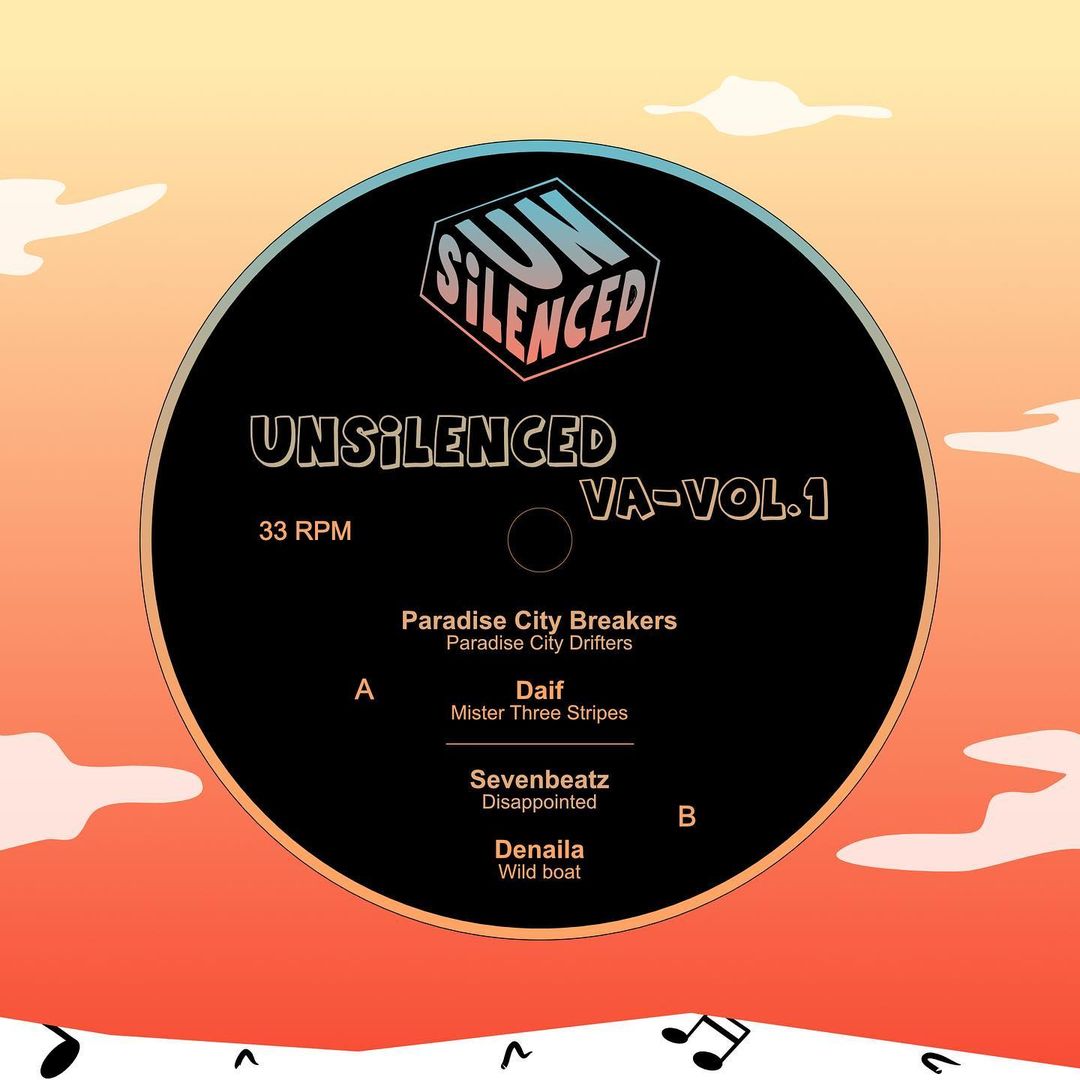 UN
SiLENCED
UNSiLENCED
VA-VOL.1
33 RPM
Paradise City Breakers
Paradise City Drifters
A
Daif
Mister Three Stripes
Sevenbeatz
Disappointed
B
Denaila
Wild boat